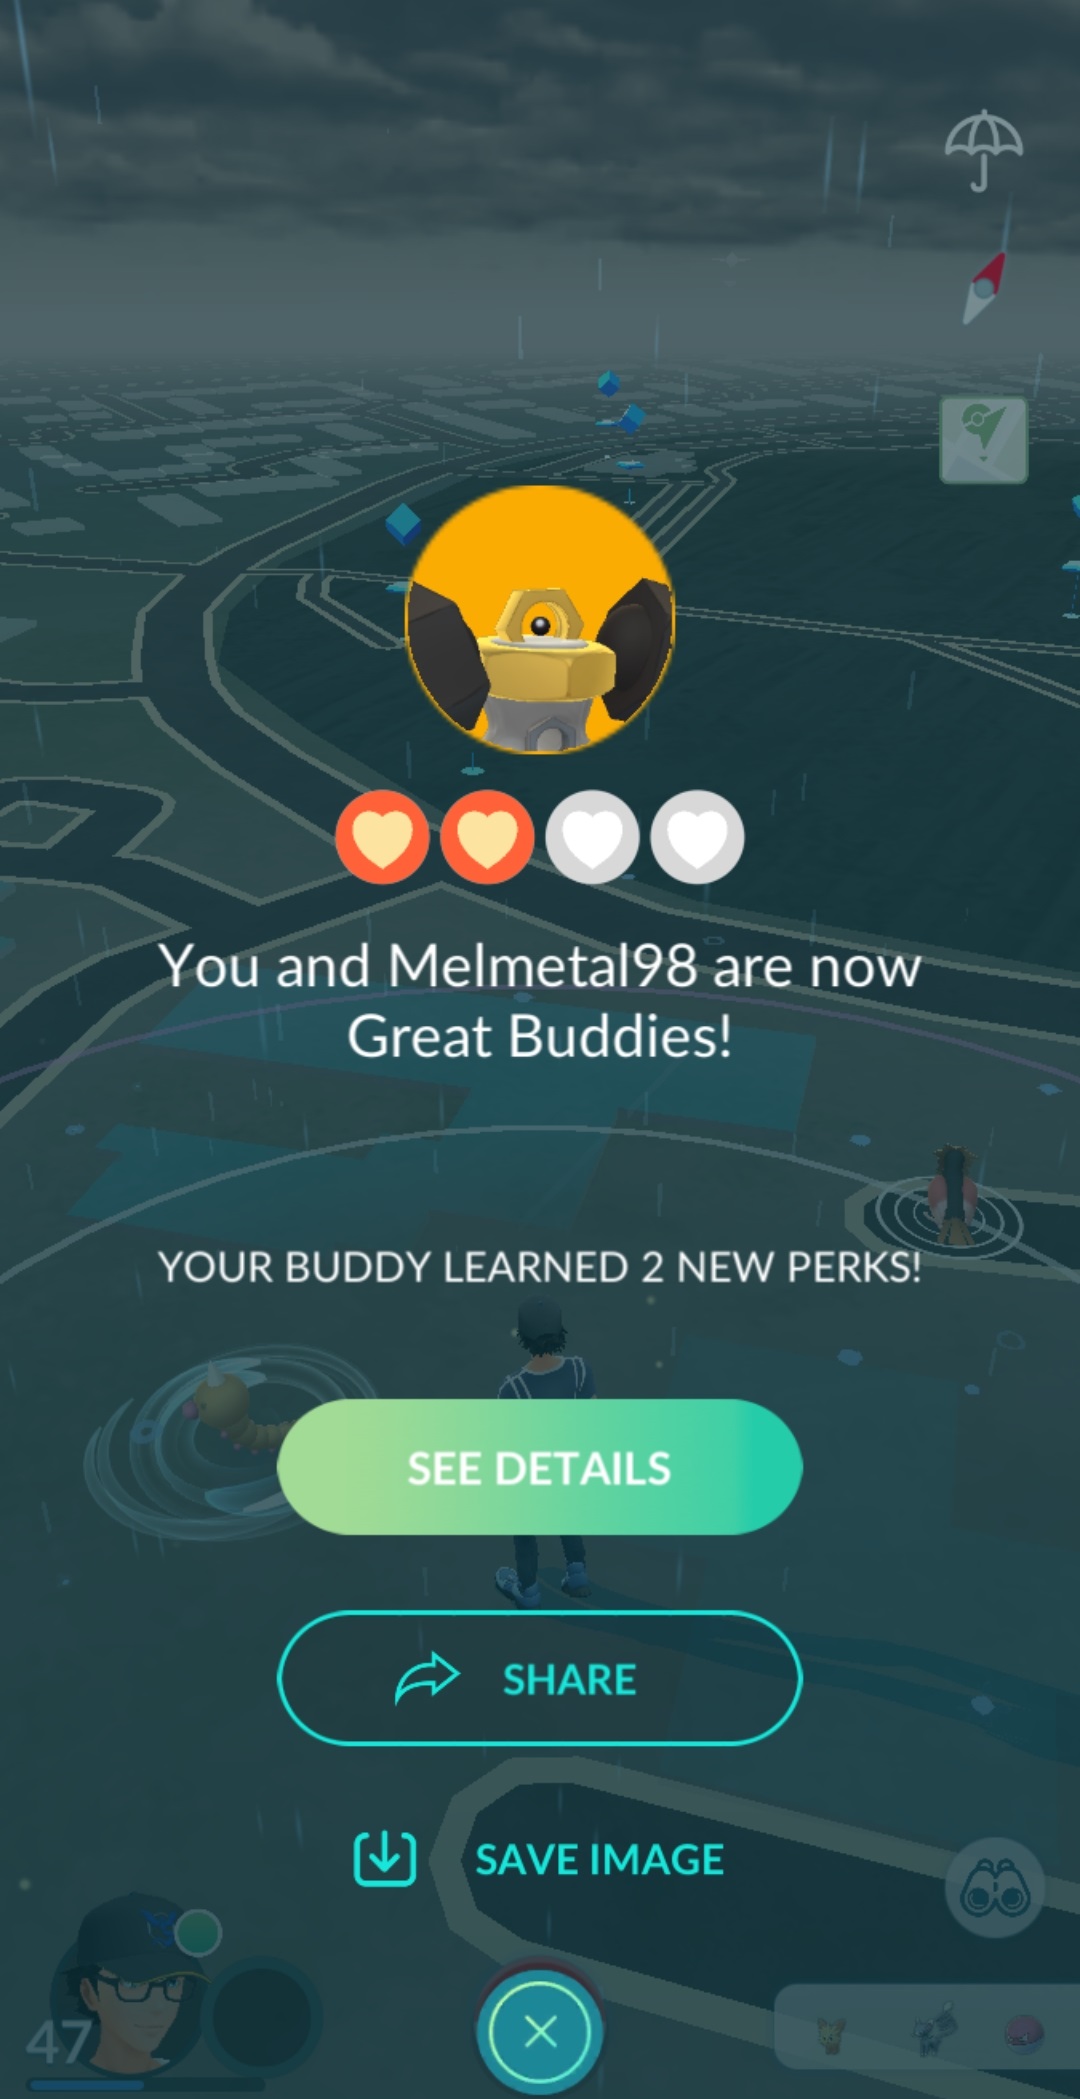 You and Melmetal98 are now
Great Buddies!
YOUR BUDDY LEARNED 2 NEW PERKS!
SEE DETAILS
SHARE
SAVE IMAGE
47